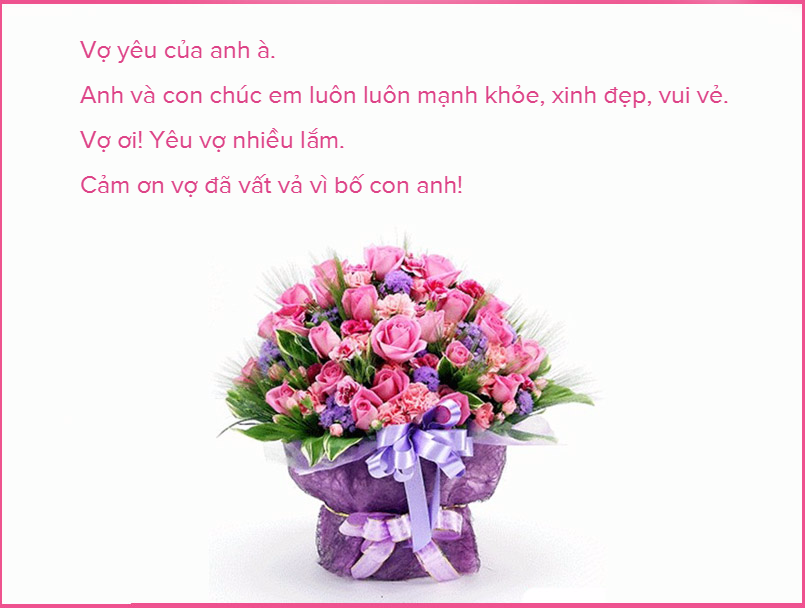 Vợ yêu của anh à.
Anh và con chúc em luôn luôn mạnh khỏe, xinh đẹp, vui vẻ.
Vợ ơi! Yêu vợ nhiều lắm.
Cảm ơn vợ đã vất vả vì bố con anh!